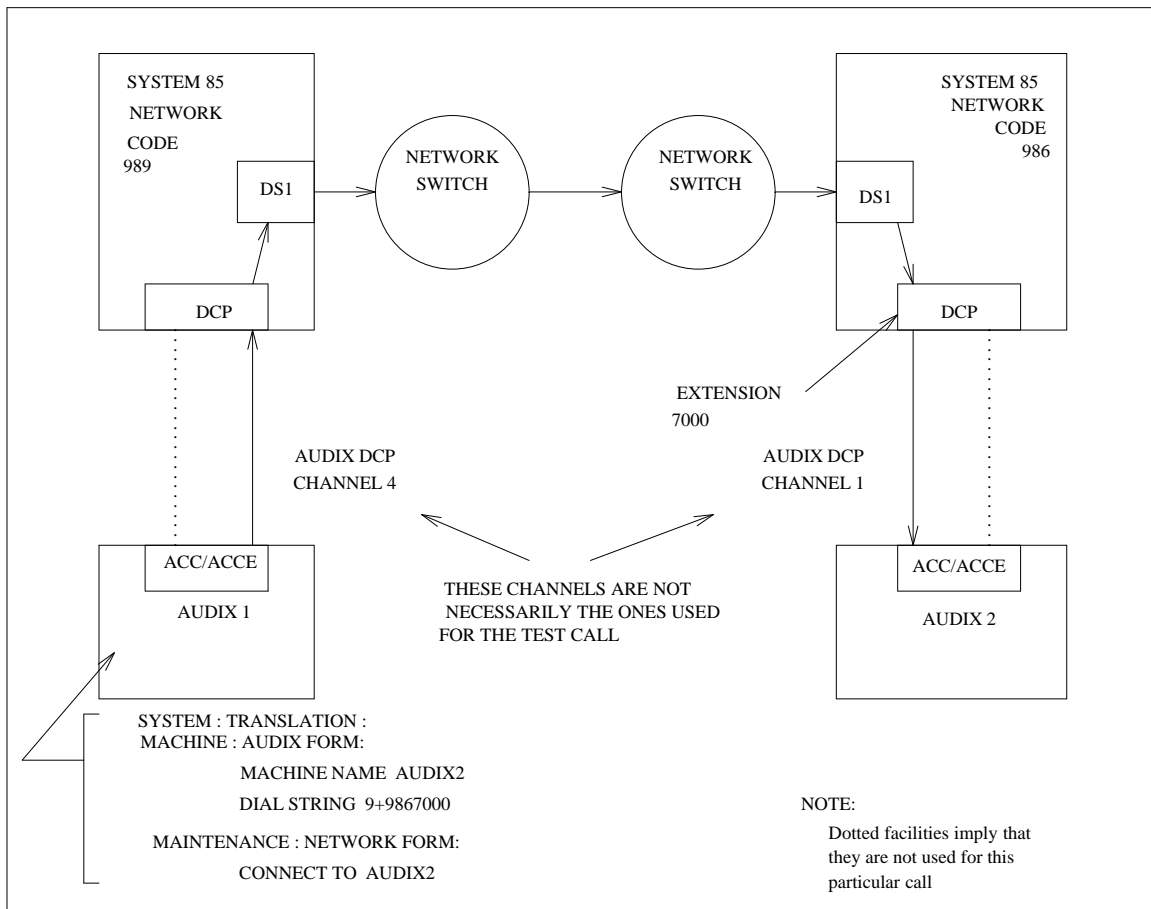 SYSTEM 85
NETWORK
CODE
989
DS1
DCP
NETWORK
SWITCH
NETWORK
SWITCH
SYSTEM 85
NETWORK
CODE
986
DS1
DCP
EXTENSION
7000
AUDIX DCP
CHANNEL 4
AUDIX DCP
CHANNEL 1
ACC/ACCE
AUDIX 1
THESE CHANNELS ARE NOT
NECESSARILY THE ONES USED
FOR THE TEST CALL
ACC/ACCE
AUDIX 2
SYSTEM : TRANSLATION :
MACHINE : AUDIX FORM:
MACHINE NAME AUDIX2
DIAL STRING 9+9867000
MAINTENANCE : NETWORK FORM:
CONNECT TO AUDIX2
NOTE:
Dotted facilities imply that
they are not used for this
particular call